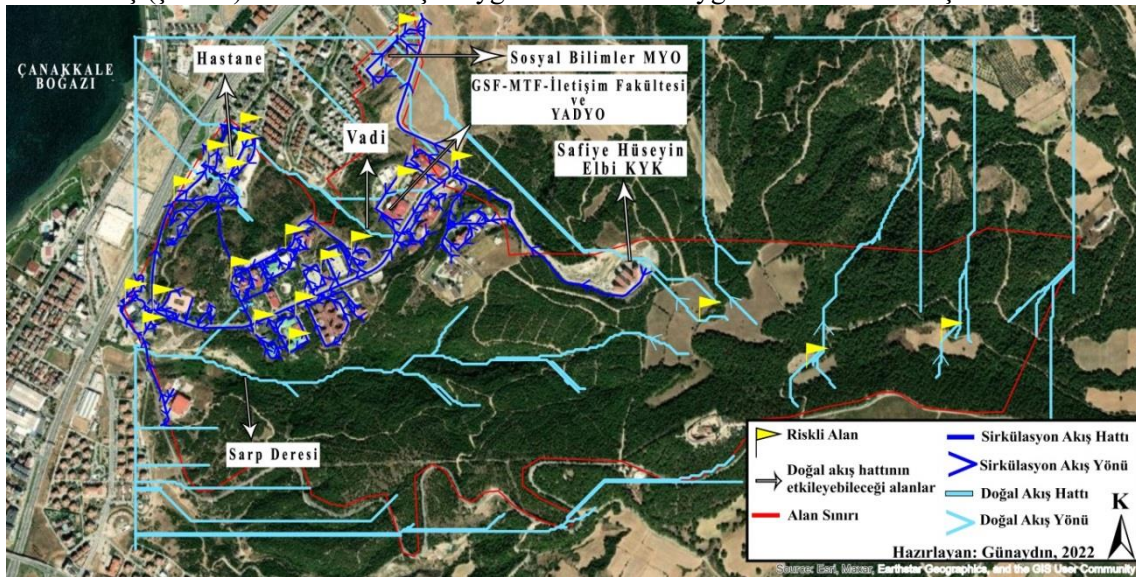 ÇANAKKALE
BOĞAZI
Hastane
Sosyal Bilimler MYO
GSF-MTF-İletişim Fakültesi
ve
YADYO
Vadi
Safiye Hüseyin
Elbi KYK
Sarp Deresi
Riskli Alan
Doğal akış hattının
etkileyebileceği alanlar
Alan Sınırı
Sirkülasyon Akış Hattı
Sirkülasyon Akış Yönü
Doğal Akış Hattı
Doğal Akış Yönü
K
Hazırlayan: Günaydın, 2022
Source: Esri, Maxar, Earthstar Geographics, and the GIS User Community